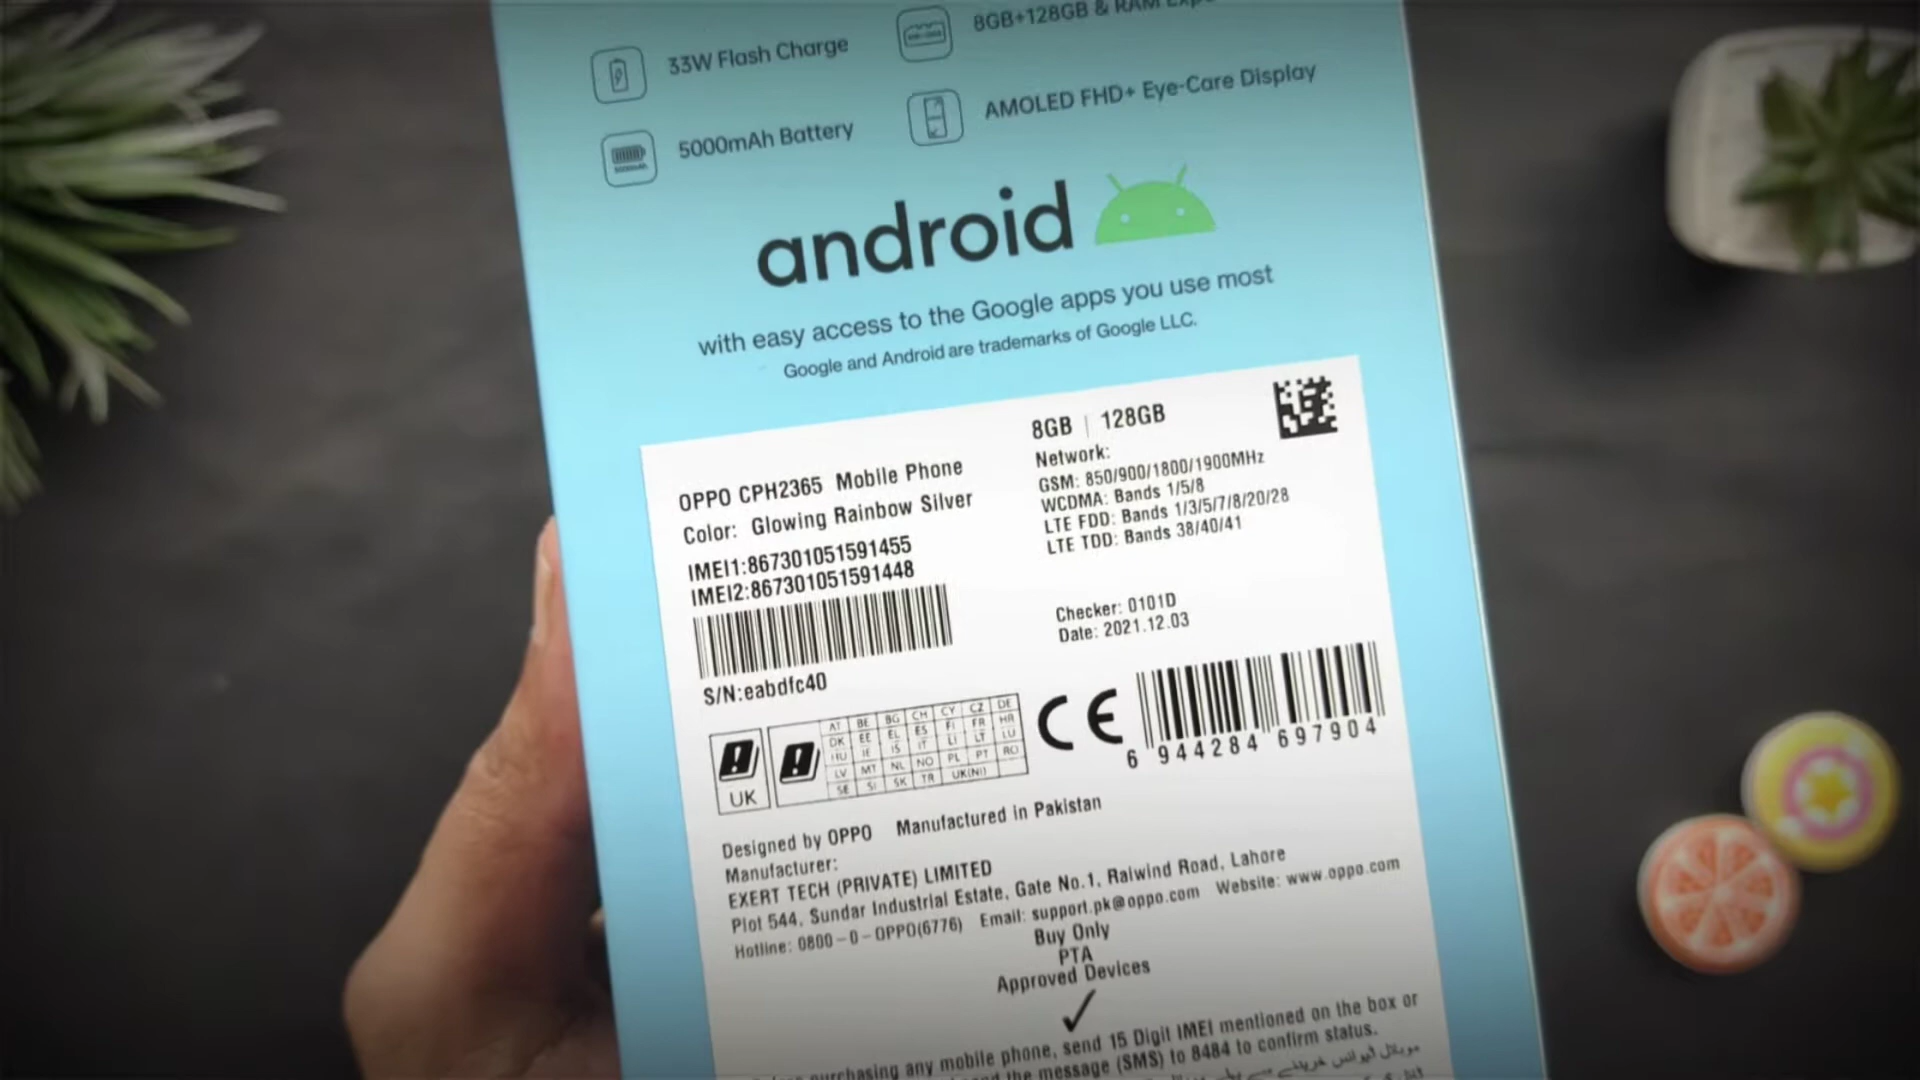 33W Flash Charge
8GB+128GB & RAM
5000mAh Battery
AMOLED FHD+ Eye-Care Display
android
with easy access to the Google apps you use most
Google and Android are trademarks of Google LLC.
OPPO CPH2365 Mobile Phone
Color: Glowing Rainbow Silver
IMEI1:867301051591455
IMEI2:867301051591448
S/N:eabdfc40
8GB | 128GB
Network:
GSM: 850/900/1800/1900MHz
WCDMA: Bands 1/5/8
LTE FDD: Bands 1/3/5/7/8/20/28
LTE TDD: Bands 38/40/41
Checker: 0101D
Date: 2021.12.03
UK
AT BE BG CH CY CZ DE
DK EE EL ES FI FR HR
HU IE IS IT LI LT LU
LV MT NL NO PL PT RO
SE SI SK TR UK(NI)
CE
6 944284 697904
Designed by OPPO Manufactured in Pakistan
Manufacturer:
EXERT TECH (PRIVATE) LIMITED
Plot 544, Sundar Industrial Estate, Gate No.1, Raiwind Road, Lahore
Hotline: 0800-0-OPPO(6776) Email: support.pk@oppo.com Website: www.oppo.com
Buy Only
PTA
Approved Devices
any mobile phone, send 15 Digit IMEI mentioned on the box or
the message (SMS) to 8484 to confirm status.